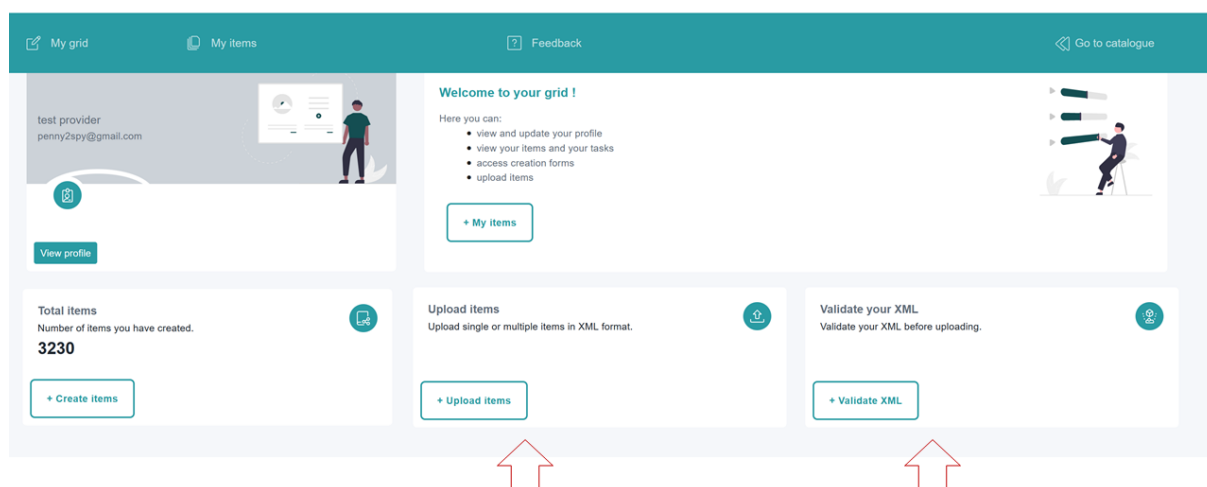 My grid
My items
Feedback
Go to catalogue
test provider
penny2spy@gmail.com
View profile
Welcome to your grid !
Here you can:
view and update your profile
view your items and your tasks
access creation forms
upload items
+ My items
Total items
Number of items you have created.
3230
+ Create items
Upload items
Upload single or multiple items in XML format.
+ Upload items
Validate your XML
Validate your XML before uploading.
+ Validate XML